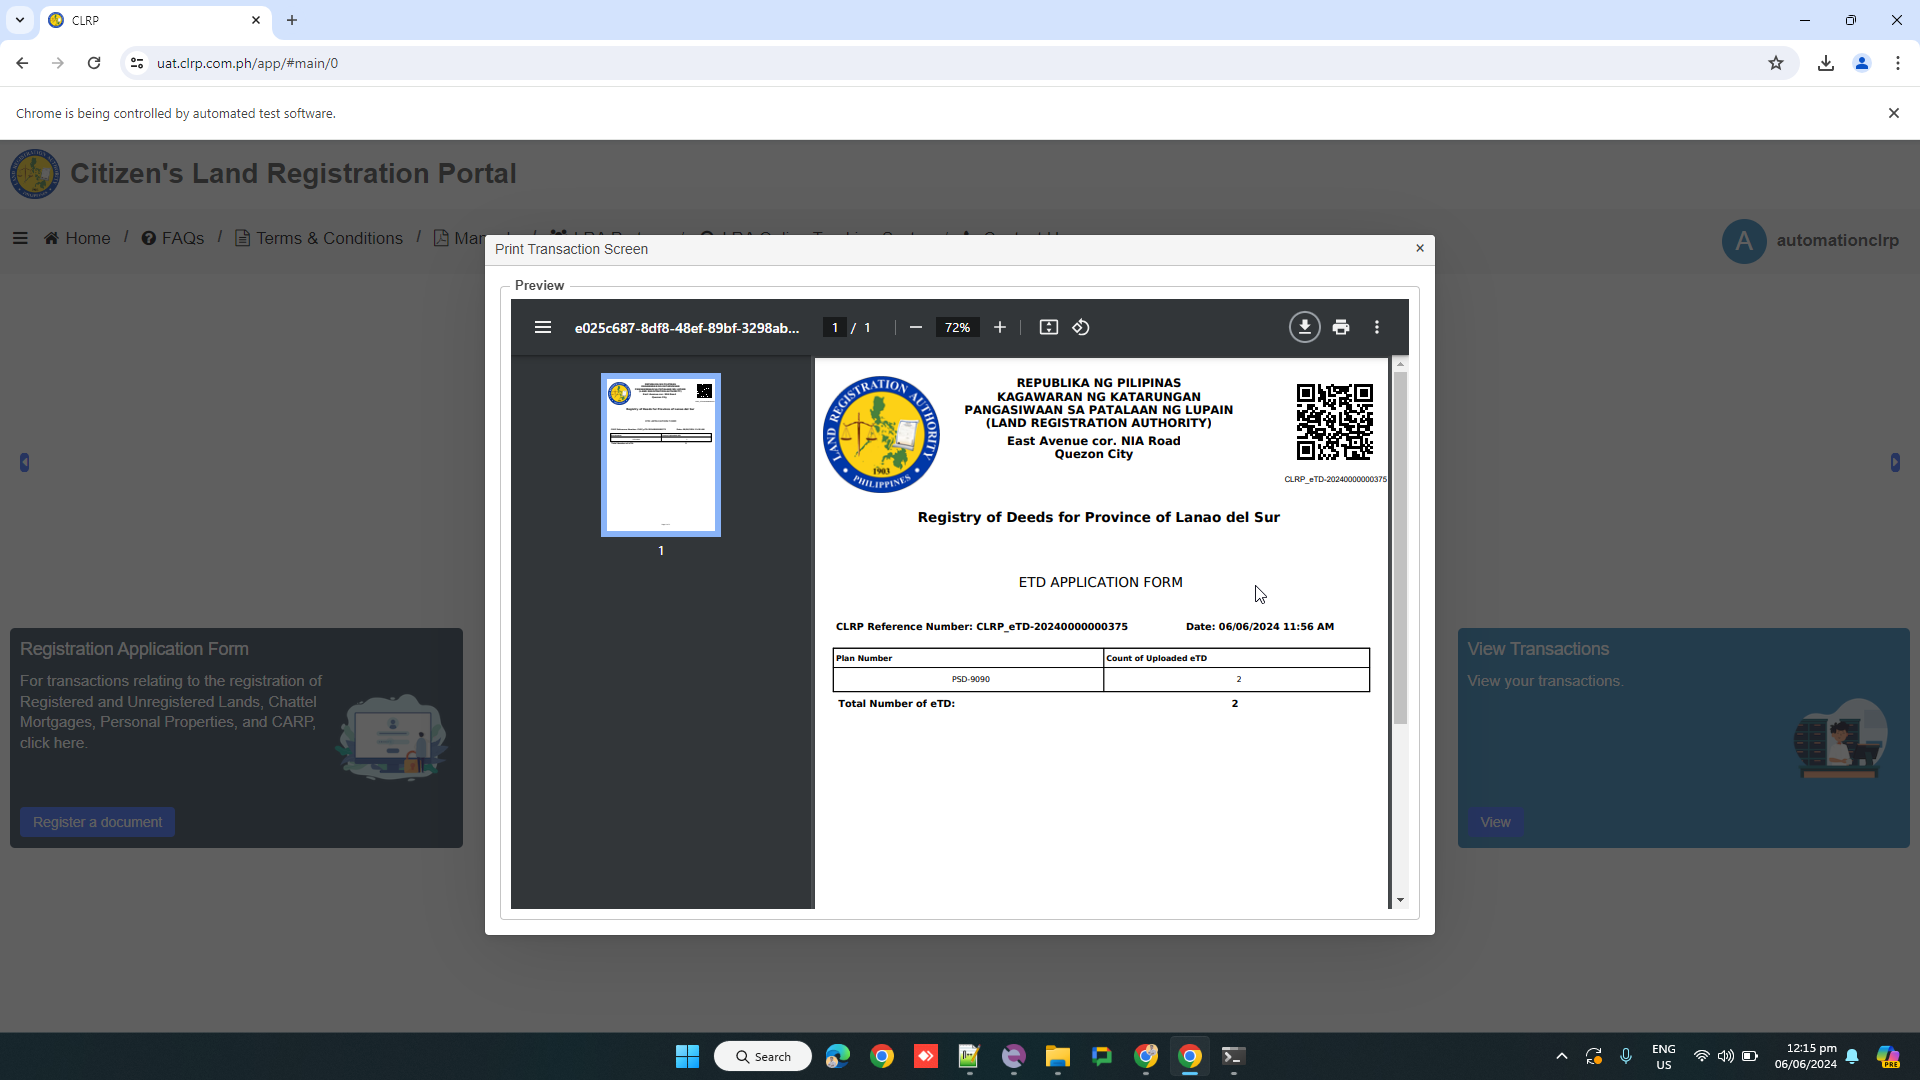 CLRP
uat.clrp.com.ph/app/#main/0
Chrome is being controlled by automated test software.
Citizen's Land Registration Portal
Home / FAQs / Terms & Conditions /
automationclrp
A
Print Transaction Screen
Preview
e025c687-8df8-48ef-89bf-3298ab...
1 / 1
72%
1
LAND REGISTRATION AUTHORITY
1903
PHILIPPINES
REPUBLIKA NG PILIPINAS
KAGAWARAN NG KATARUNGAN
PANGASIWAAN SA PATALAAN NG LUPAIN
(LAND REGISTRATION AUTHORITY)
East Avenue cor. NIA Road
Quezon City
CLRP_eTD-20240000000375
Registry of Deeds for Province of Lanao del Sur
ETD APPLICATION FORM
CLRP Reference Number: CLRP_eTD-20240000000375 Date: 06/06/2024 11:56 AM
Plan Number Count of Uploaded eTD
PSD-9090 2
Total Number of eTD: 2
Registration Application Form
For transactions relating to the registration of
Registered and Unregistered Lands, Chattel
Mortgages, Personal Properties, and CARP,
click here.
Register a document
View Transactions
View your transactions.
View
Search
ENG
US
12:15 pm
06/06/2024
PRE